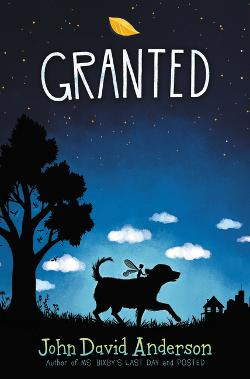 GRANTED
John David Anderson
Author of MS. BIXBY'S LAST DAY and POSTED